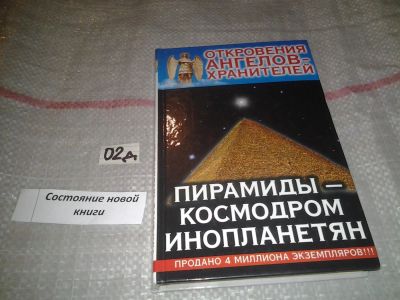 ОТКРОВЕНИЯ
АНГЕЛОВ-
ХРАНИТЕЛЕЙ
ПИРАМИДЫ –
КОСМОДРОМ
ИНОПЛАНЕТЯН
ПРОДАНО 4 МИЛЛИОНА ЭКЗЕМПЛЯРОВ!!!
02д
Состояние новой
книги